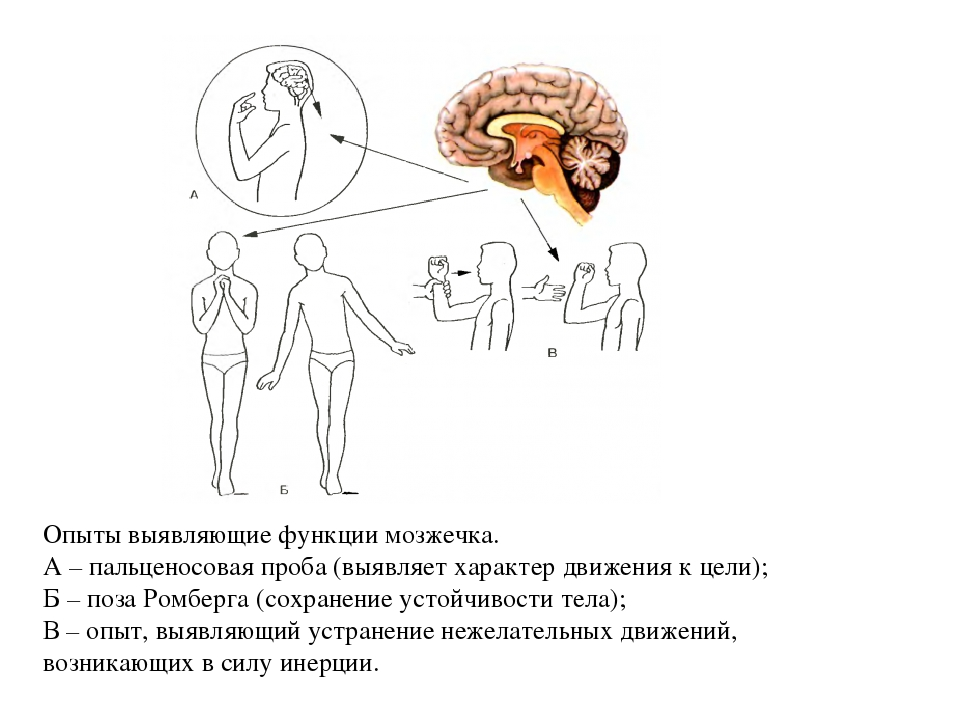 А
Б
В
Опыты выявляющие функции мозжечка.
А – пальценосовая проба (выявляет характер движения к цели);
Б – поза Ромберга (сохранение устойчивости тела);
В – опыт, выявляющий устранение нежелательных движений,
возникающих в силу инерции.